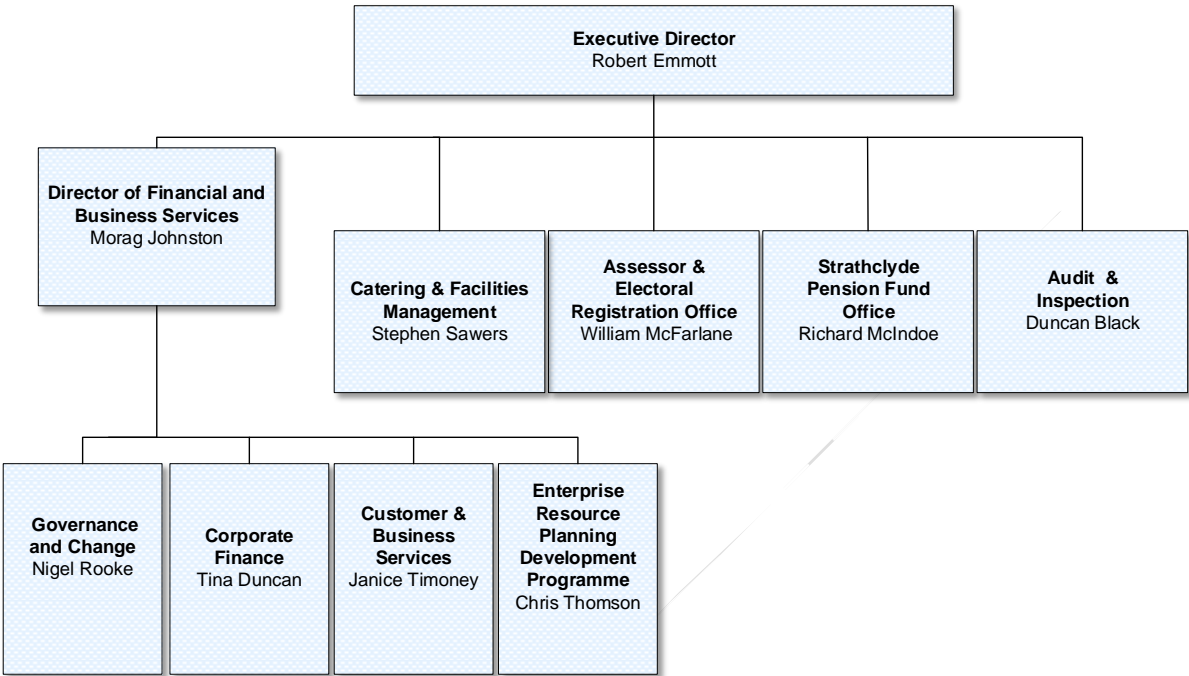 Executive Director
Robert Emmott
Director of Financial and
Business Services
Morag Johnston
Catering & Facilities
Management
Stephen Sawers
Assessor &
Electoral
Registration Office
William McFarlane
Strathclyde
Pension Fund
Office
Richard McIndoe
Audit & 
Inspection
Duncan Black
Governance
and Change
Nigel Rooke
Corporate
Finance
Tina Duncan
Customer &
Business
Services
Janice Timoney
Enterprise
Resource
Planning
Development
Programme
Chris Thomson